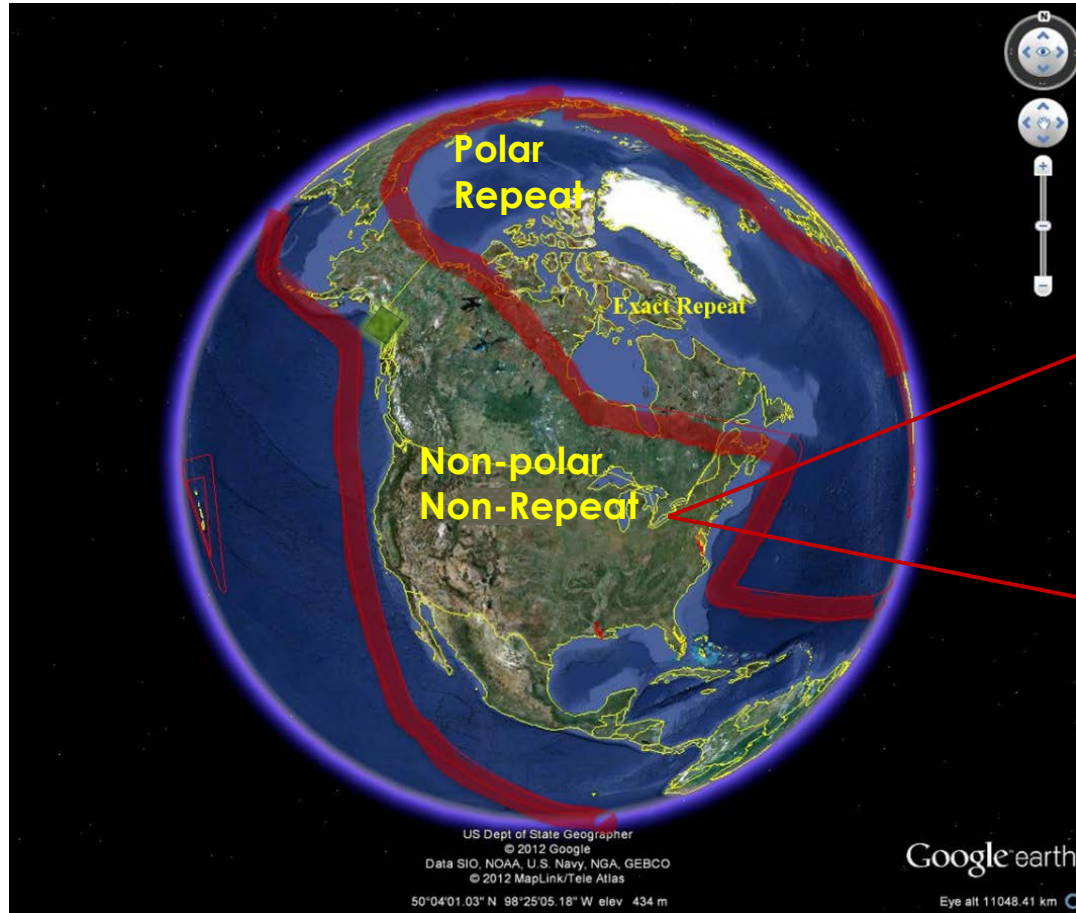 N
Polar
Repeat
Exact Repeat
Non-polar
Non-Repeat
US Dept of State Geographer
© 2012 Google
Data SIO, NOAA, U.S. Navy, NGA, GEBCO
© 2012 MapLink/Tele Atlas
Google earth
50°04'01.03" N 98°25'05.18" W elev 434 m
Eye alt 11048.41 km